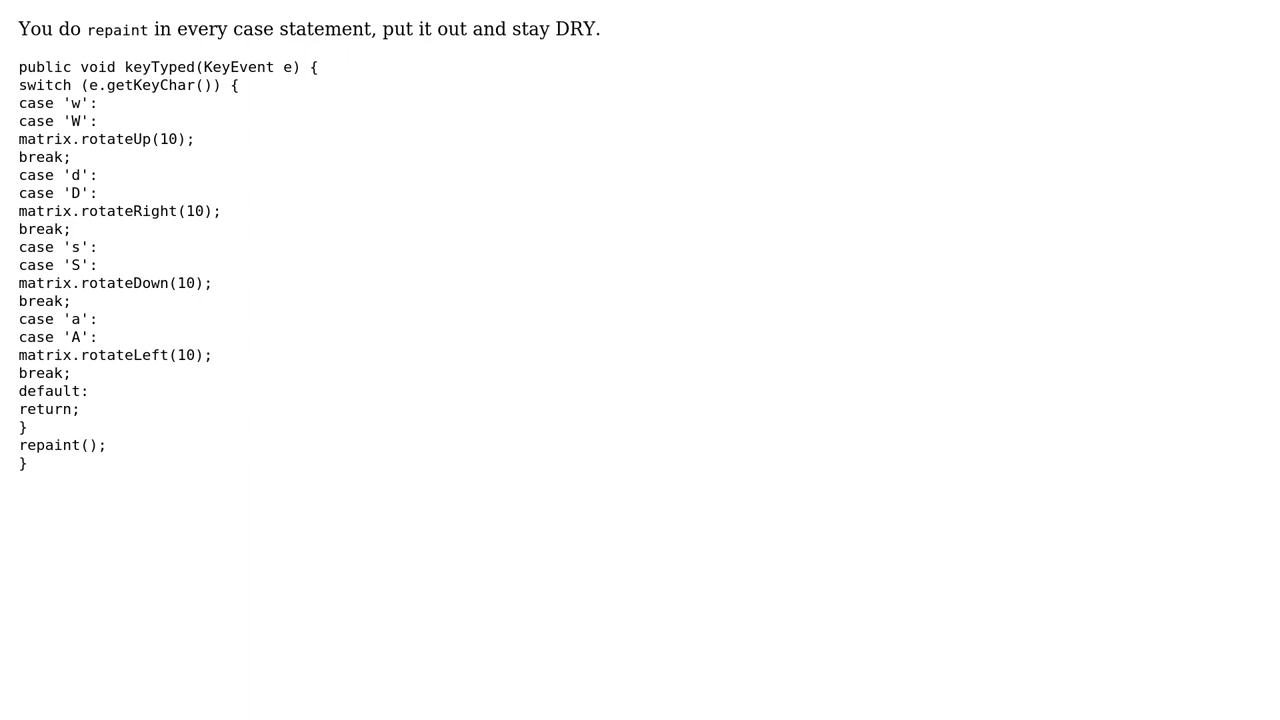 You do repaint in every case statement, put it out and stay DRY.
public void keyTyped(KeyEvent e) {
switch (e.getKeyChar()) {
case 'w':
case 'W':
matrix.rotateUp(10);
break;
case 'd':
case 'D':
matrix.rotateRight(10);
break;
case 's':
case 'S':
matrix.rotateDown(10);
break;
case 'a':
case 'A':
matrix.rotateLeft(10);
break;
default:
return;
}
repaint();
}